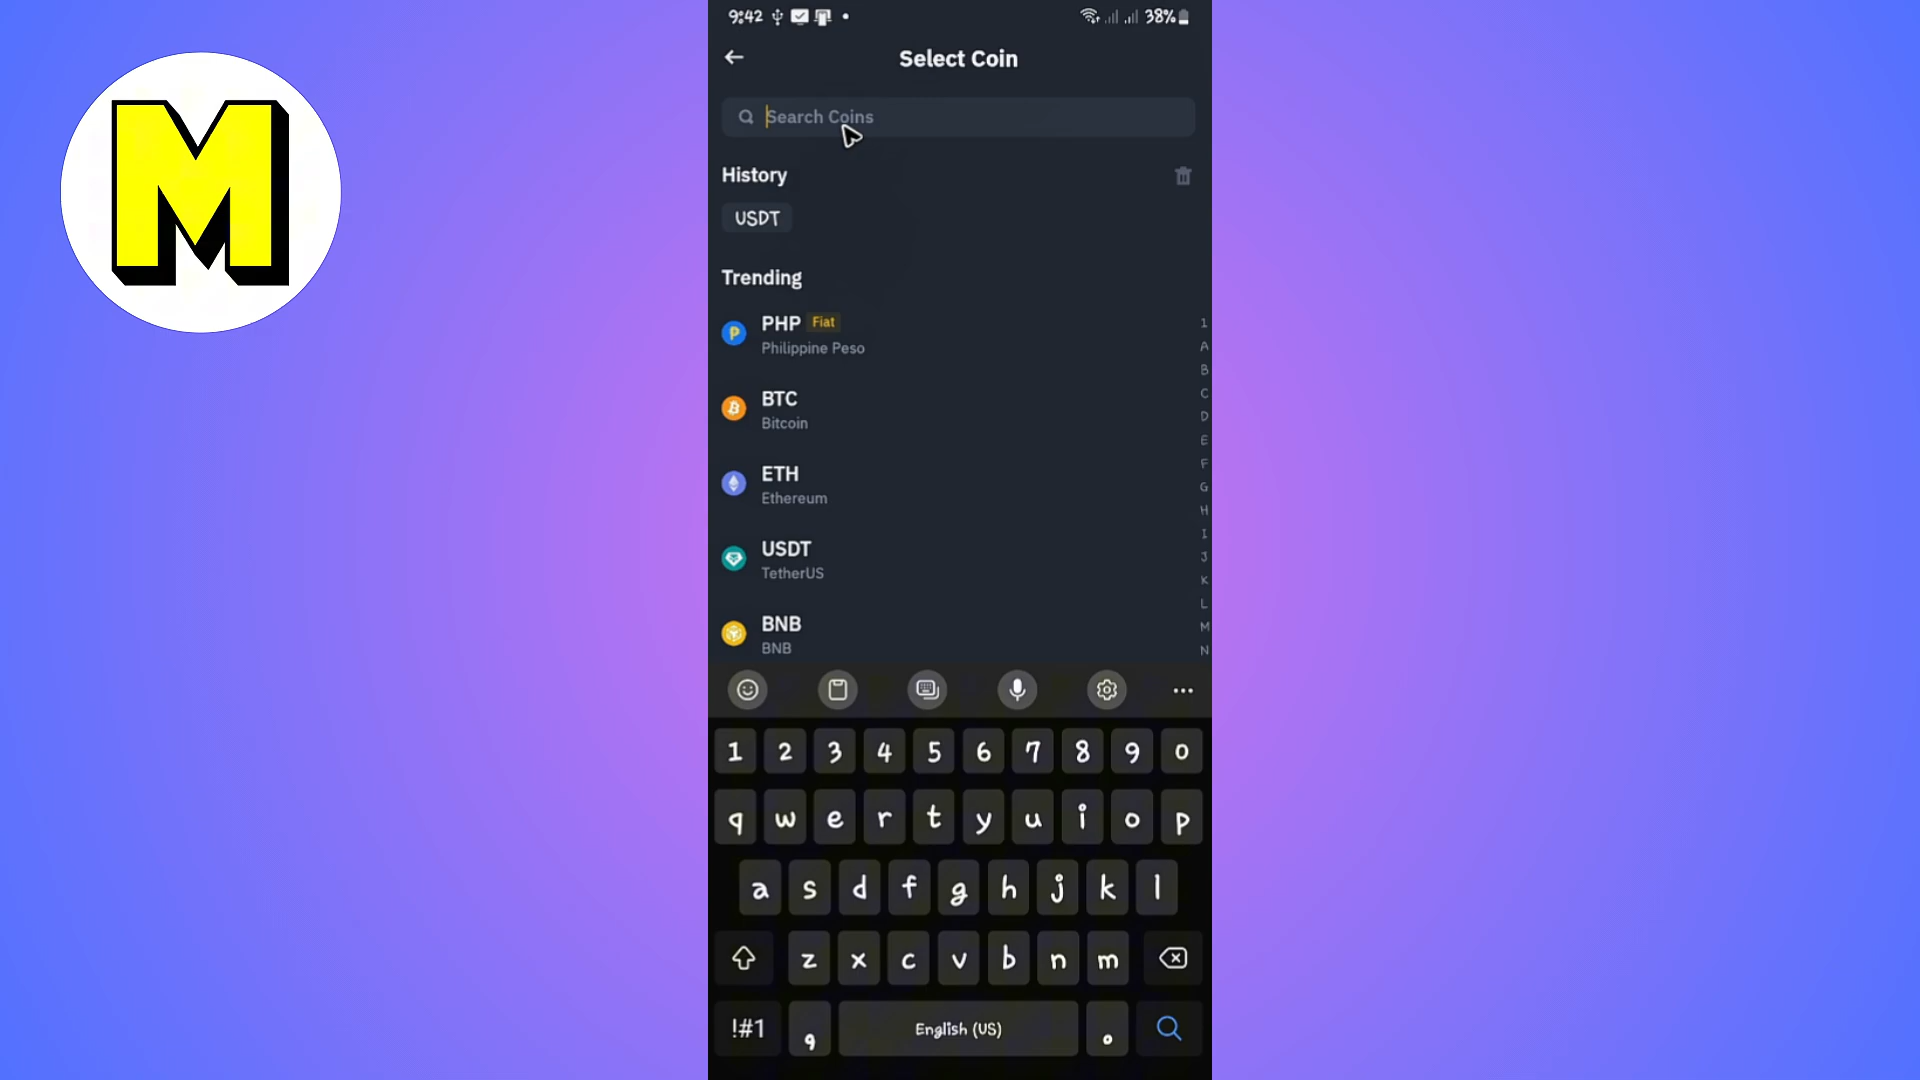 M
9:42
38%
Select Coin
Search Coins
History
USDT
Trending
PHP Fiat
Philippine Peso
BTC
Bitcoin
ETH
Ethereum
USDT
TetherUS
BNB
BNB
1
A
B
C
D
E
F
G
H
I
J
K
L
M
N
1 2 3 4 5 6 7 8 9 0
q w e r t y u i o p
a s d f g h j k l
z x c v b n m
!#1 , English (US) .